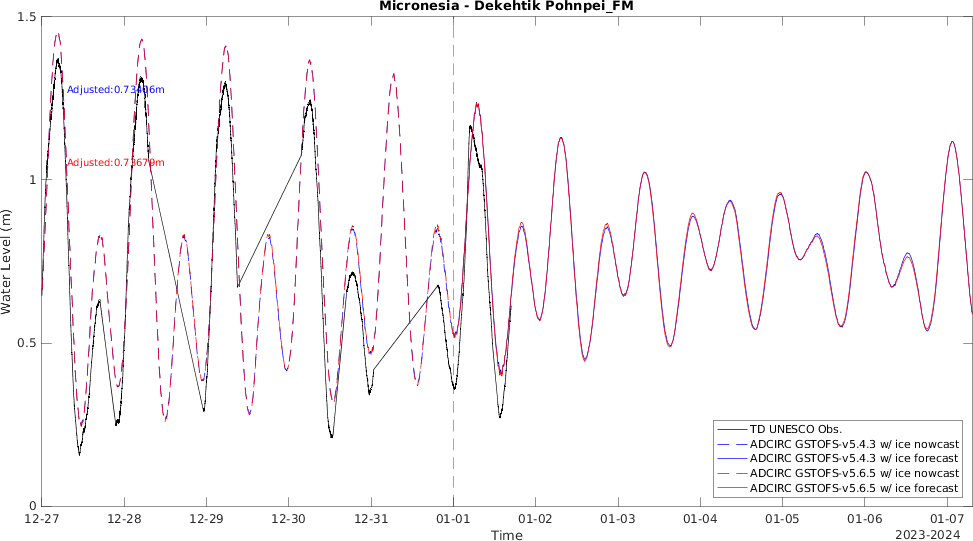 Micronesia - Dekehtik Pohnpei_FM
Water Level (m)
1.5
1
0.5
0
Adjusted:0.73406m
Adjusted:0.73679m
TD UNESCO Obs.
ADCIRC GSTOFS-v5.4.3 w/ ice nowcast
ADCIRC GSTOFS-v5.4.3 w/ ice forecast
ADCIRC GSTOFS-v5.6.5 w/ ice nowcast
ADCIRC GSTOFS-v5.6.5 w/ ice forecast
12-27 12-28 12-29 12-30 12-31 01-01 01-02 01-03 01-04 01-05 01-06 01-07
Time
2023-2024